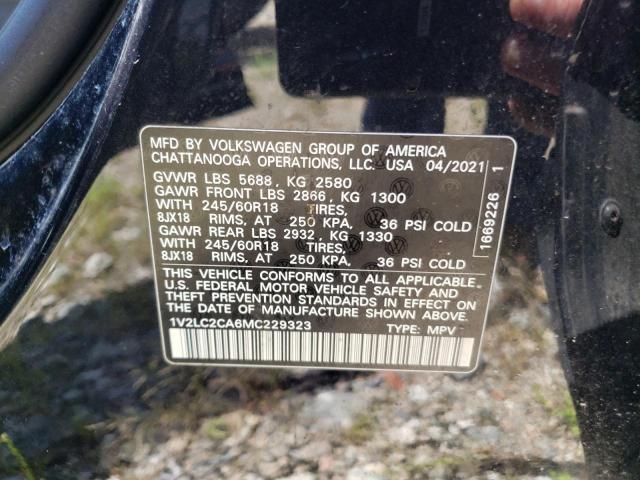 MFD BY VOLKSWAGEN GROUP OF AMERICA
CHATTANOOGA OPERATIONS, LLC. USA 04/2021
GVWR LBS 5688, KG 2580
GAWR FRONT LBS 2866, KG 1300
WITH 245/60R18 TIRES,
8JX18 RIMS, AT 250 KPA, 36 PSI COLD
GAWR REAR LBS 2932, KG 1330
WITH 245/60R18 TIRES,
8JX18 RIMS, AT 250 KPA, 36 PSI COLD
THIS VEHICLE CONFORMS TO ALL APPLICABLE
U.S. FEDERAL MOTOR VEHICLE SAFETY AND
THEFT PREVENTION STANDARDS IN EFFECT ON
THE DATE OF MANUFACTURE SHOWN ABOVE.
1V2LC2CA6MC229323 TYPE: MPV
1669226 1